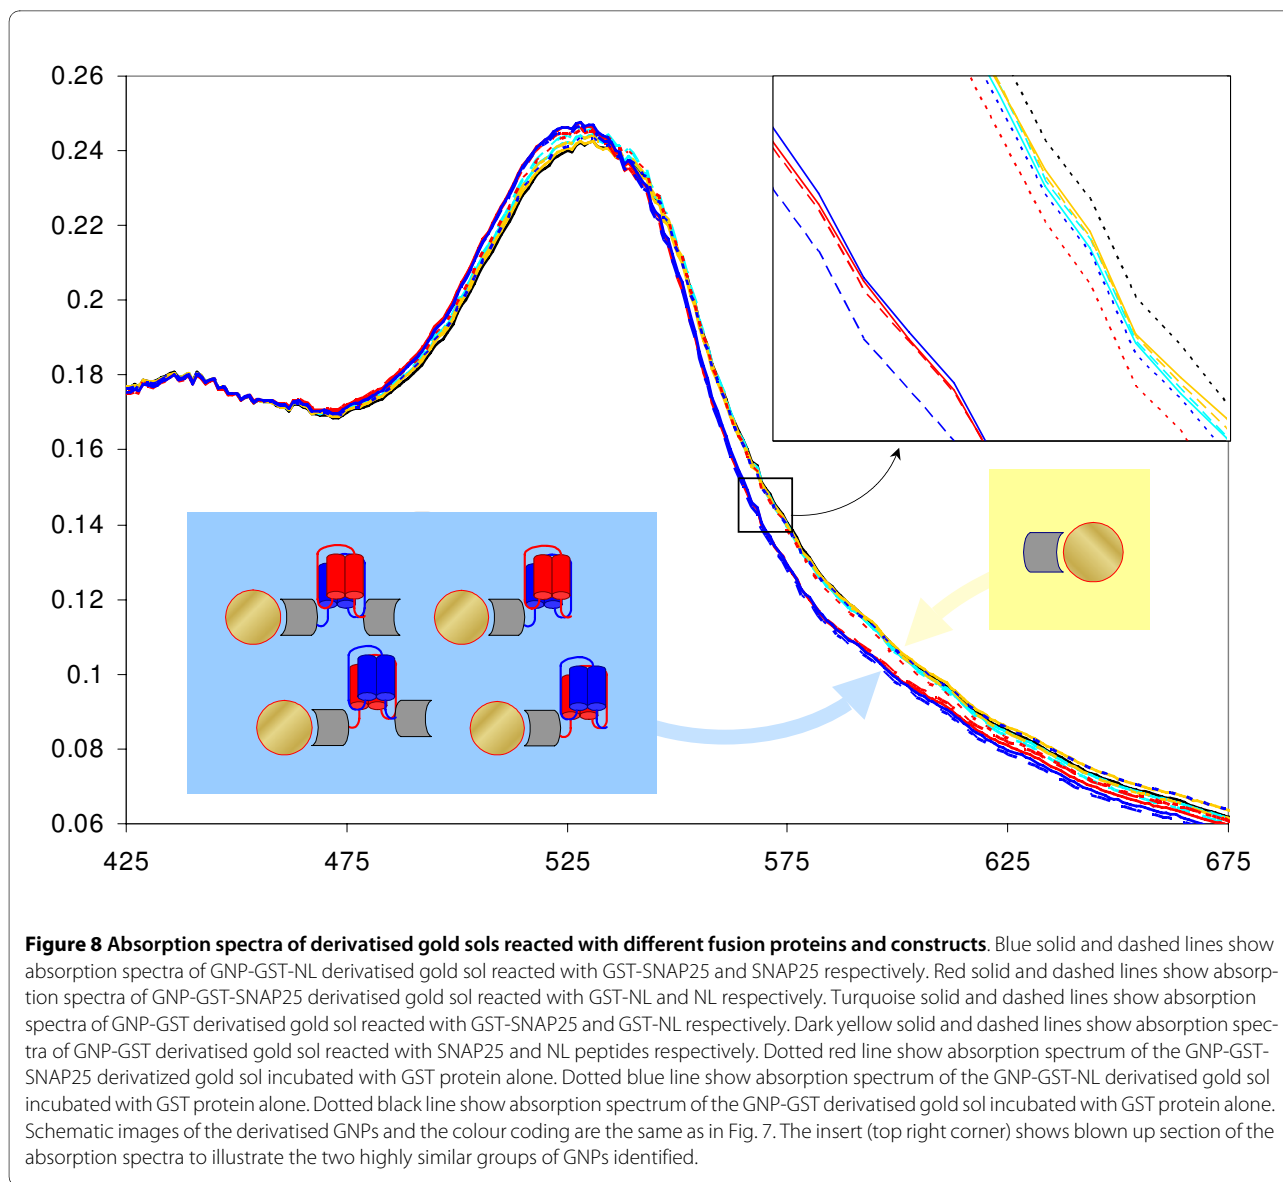 0.26
0.24
0.22
0.2
0.18
0.16
0.14
0.12
0.1
0.08
0.06
425 475 525 575 625 675
Figure 8 Absorption spectra of derivatised gold sols reacted with different fusion proteins and constructs. Blue solid and dashed lines show
absorption spectra of GNP-GST-NL derivatised gold sol reacted with GST-SNAP25 and SNAP25 respectively. Red solid and dashed lines show absorp-
tion spectra of GNP-GST-SNAP25 derivatised gold sol reacted with GST-NL and NL respectively. Turquoise solid and dashed lines show absorption
spectra of GNP-GST derivatised gold sol reacted with GST-SNAP25 and GST-NL respectively. Dark yellow solid and dashed lines show absorption spec-
tra of GNP-GST derivatised gold sol reacted with SNAP25 and NL peptides respectively. Dotted red line show absorption spectrum of the GNP-GST-
SNAP25 derivatized gold sol incubated with GST protein alone. Dotted blue line show absorption spectrum of the GNP-GST-NL derivatised gold sol
incubated with GST protein alone. Dotted black line show absorption spectrum of the GNP-GST derivatised gold sol incubated with GST protein alone.
Schematic images of the derivatised GNPs and the colour coding are the same as in Fig. 7. The insert (top right corner) shows blown up section of the
absorption spectra to illustrate the two highly similar groups of GNPs identified.